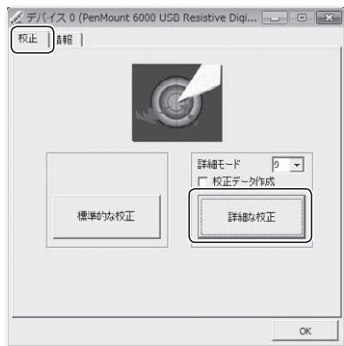 デバイス 0 (PenMount 6000 USB Resistive Digi...
校正
情報
詳細モード 9
校正データ作成
標準的な校正
詳細な校正
OK